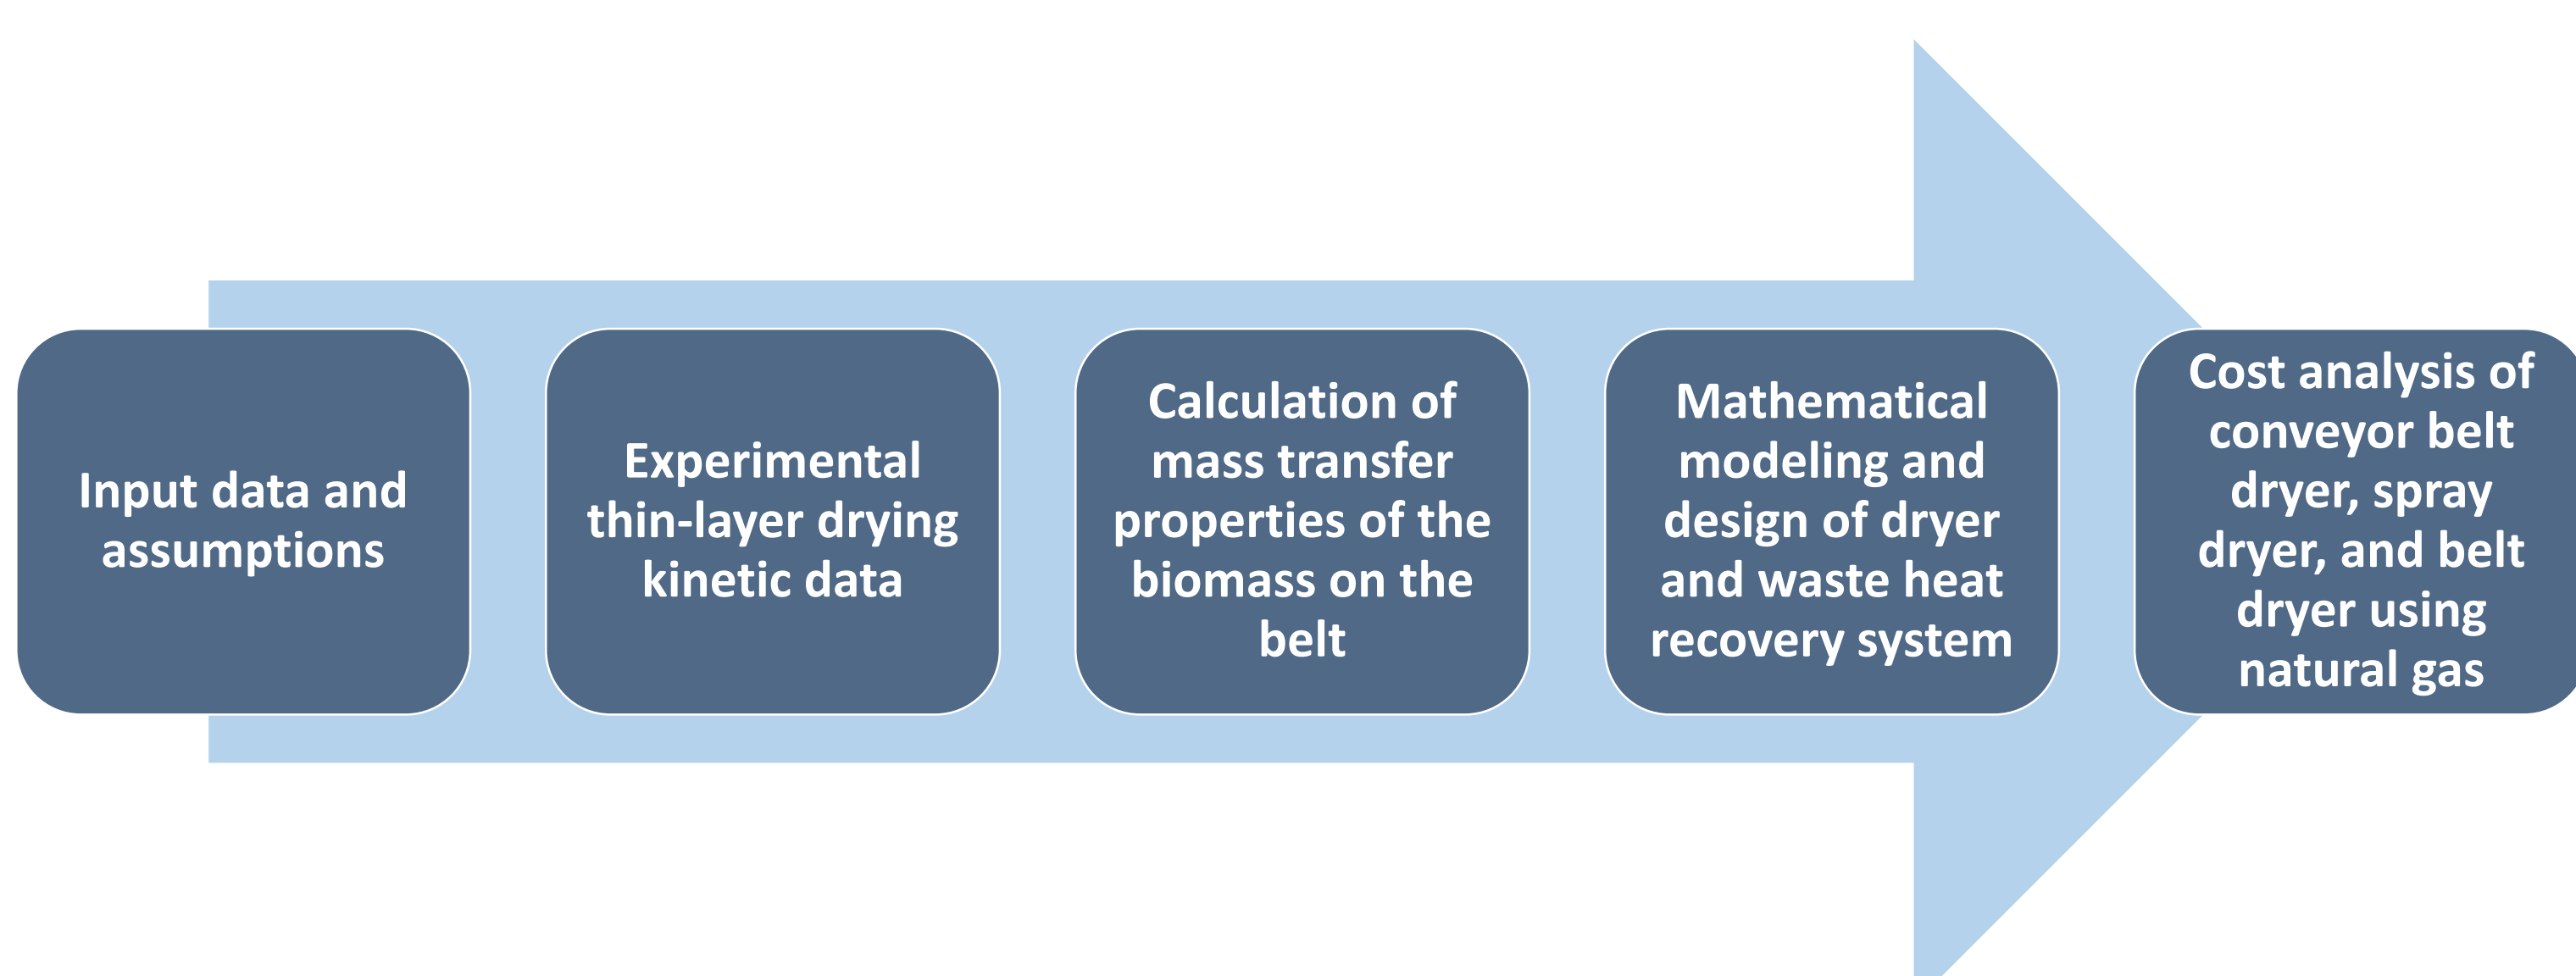 Input data and
assumptions
Experimental
thin-layer drying
kinetic data
Calculation of
mass transfer
properties of the
biomass on the
belt
Mathematical
modeling and
design of dryer
and waste heat
recovery system
Cost analysis of
conveyor belt
dryer, spray
dryer, and belt
dryer using
natural gas